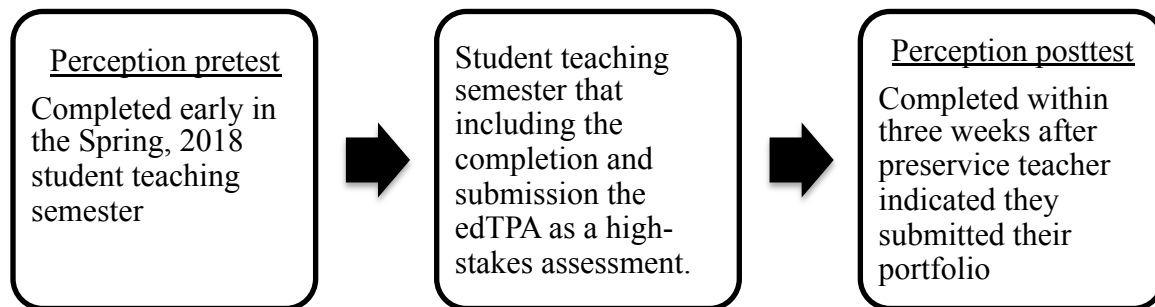 Perception pretest
Completed early in
the Spring, 2018
student teaching
semester
Student teaching
semester that
including the
completion and
submission the
edTPA as a high-
stakes assessment.
Perception posttest
Completed within
three weeks after
preservice teacher
indicated they
submitted their
portfolio